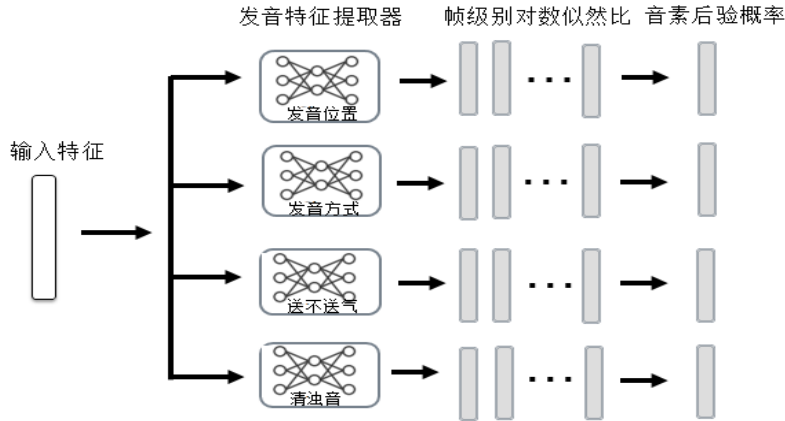 发音特征提取器 帧级别对数似然比 音素后验概率
发音位置
输入特征
发音方式
送不送气
清浊音